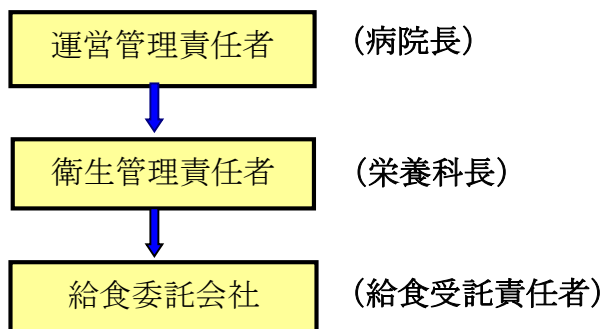 運営管理責任者 （病院長）
衛生管理責任者 （栄養科長）
給食委託会社 （給食受託責任者）